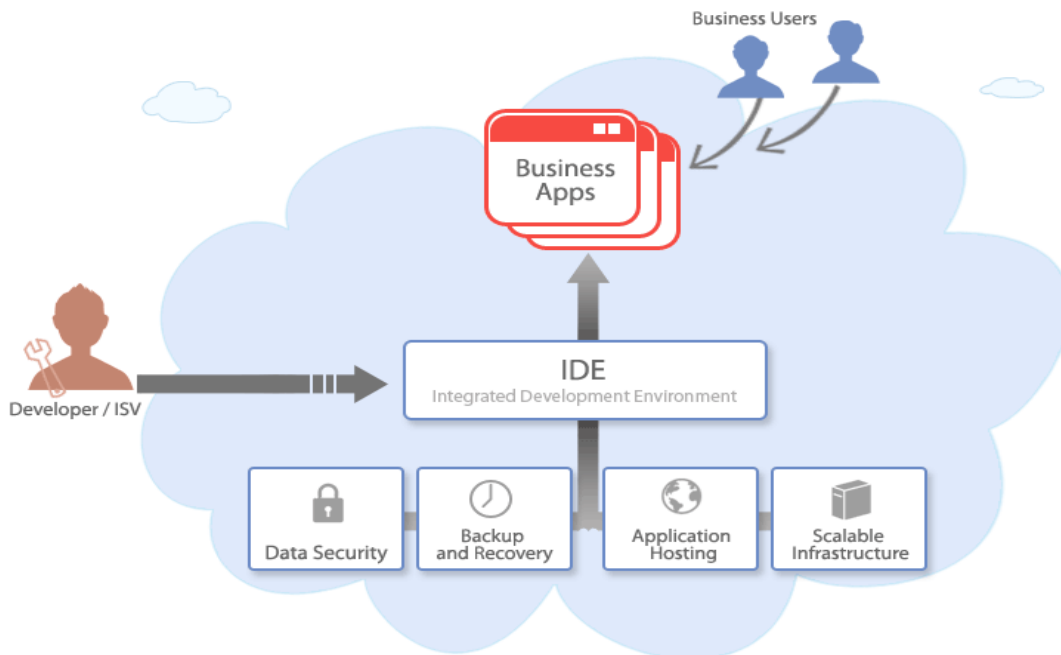 Business Users
Business
Apps
IDE
Integrated Development Environment
Developer / ISV
Data Security
Backup
and Recovery
Application
Hosting
Scalable
Infrastructure